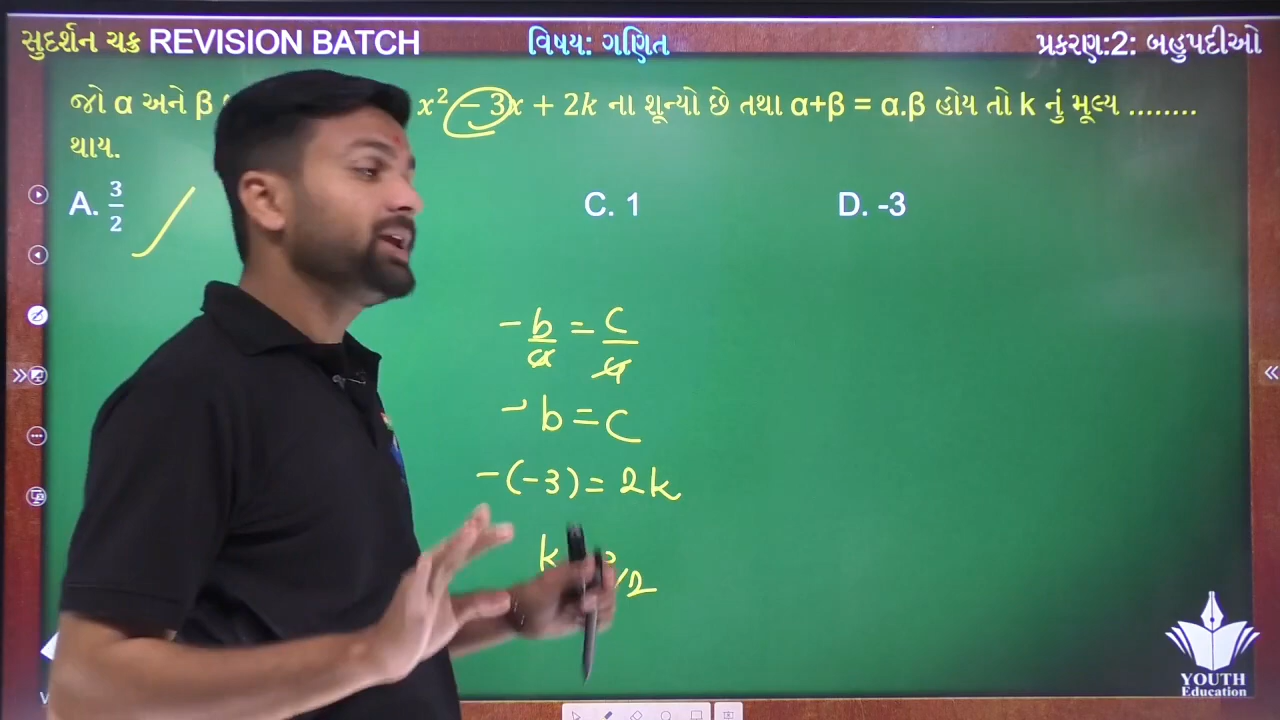 સુદર્શન ચક્ર REVISION BATCH
વિષય: ગણિત
પ્રકરણ:2: બહુપદીઓ
જો α અને β x² − 3x + 2k ના શૂન્યો છે તથા α+β = α.β હોય તો k નું મૂલ્ય ........
થાય.
A. 3/2 C. 1 D. -3
-b/a = c/a
-b = c
-(-3) = 2k
k /2
YOUTH
Education